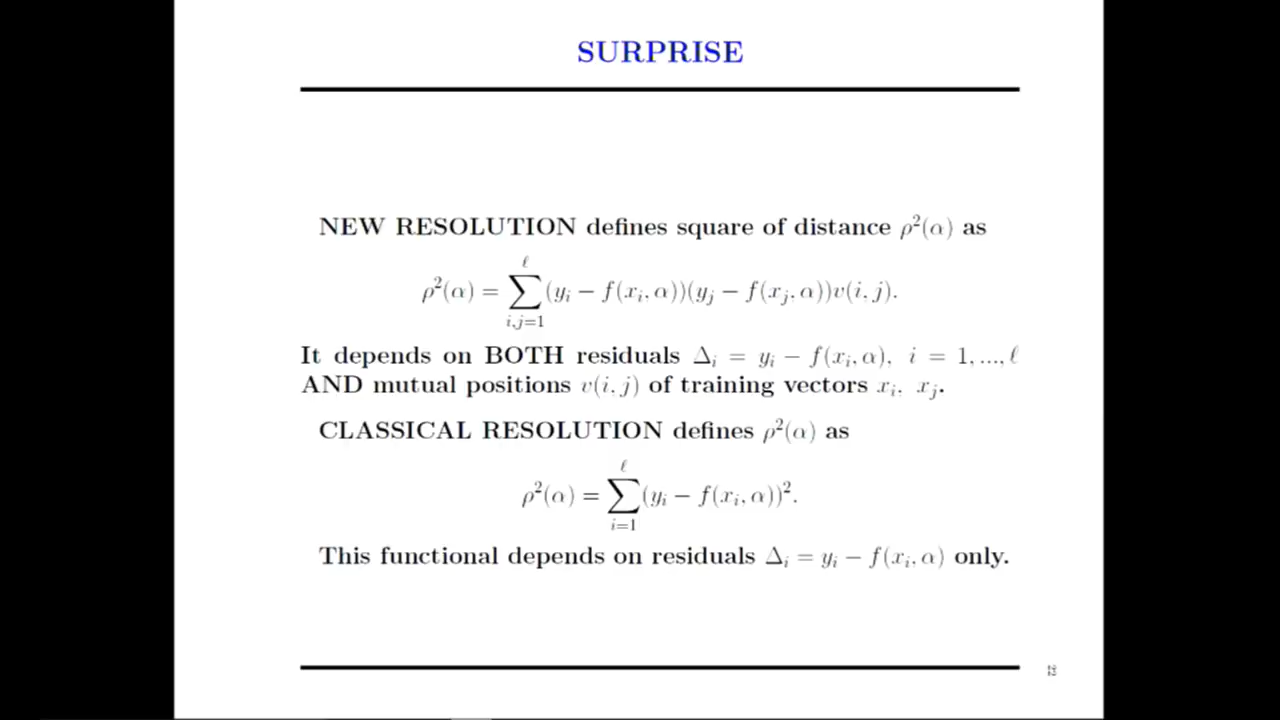 SURPRISE
NEW RESOLUTION defines square of distance ρ²(α) as
ρ²(α) = ∑_{i,j=1}^{ℓ} (y_i − f(x_i, α))(y_j − f(x_j, α))v(i, j).
It depends on BOTH residuals Δ_i = y_i − f(x_i, α), i = 1, ..., ℓ
AND mutual positions v(i, j) of training vectors x_i, x_j.
CLASSICAL RESOLUTION defines ρ²(α) as
ρ²(α) = ∑_{i=1}^{ℓ} (y_i − f(x_i, α))².
This functional depends on residuals Δ_i = y_i − f(x_i, α) only.